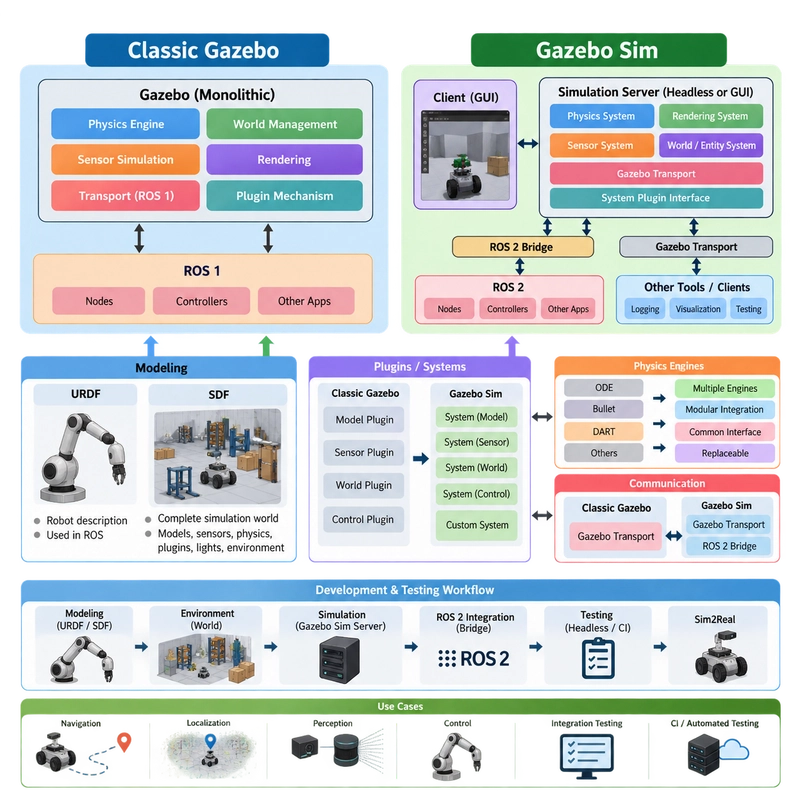 Classic Gazebo
Gazebo (Monolithic)
Physics Engine
World Management
Sensor Simulation
Rendering
Transport (ROS 1)
Plugin Mechanism
ROS 1
Nodes
Controllers
Other Apps
Gazebo Sim
Client (GUI)
Simulation Server (Headless or GUI)
Physics System
Rendering System
Sensor System
World / Entity System
Gazebo Transport
System Plugin Interface
ROS 2 Bridge
Gazebo Transport
ROS 2
Nodes
Controllers
Other Apps
Other Tools / Clients
Logging
Visualization
Testing
Modeling
URDF
Robot description
Used in ROS
SDF
Complete simulation world
Models, sensors, physics,
plugins, lights, environment
Plugins / Systems
Classic Gazebo
Model Plugin
Sensor Plugin
World Plugin
Control Plugin
Gazebo Sim
System (Model)
System (Sensor)
System (World)
System (Control)
Custom System
Physics Engines
ODE
Multiple Engines
Bullet
Modular Integration
DART
Common Interface
Others
Replaceable
Communication
Classic Gazebo
Gazebo Transport
Gazebo Sim
Gazebo Transport
ROS 2 Bridge
Development & Testing Workflow
Modeling
(URDF / SDF)
Environment
(World)
Simulation
(Gazebo Sim Server)
ROS 2 Integration
(Bridge)
ROS 2
Testing
(Headless / CI)
Sim2Real
Use Cases
Navigation
Localization
Perception
Control
Integration Testing
CI / Automated Testing